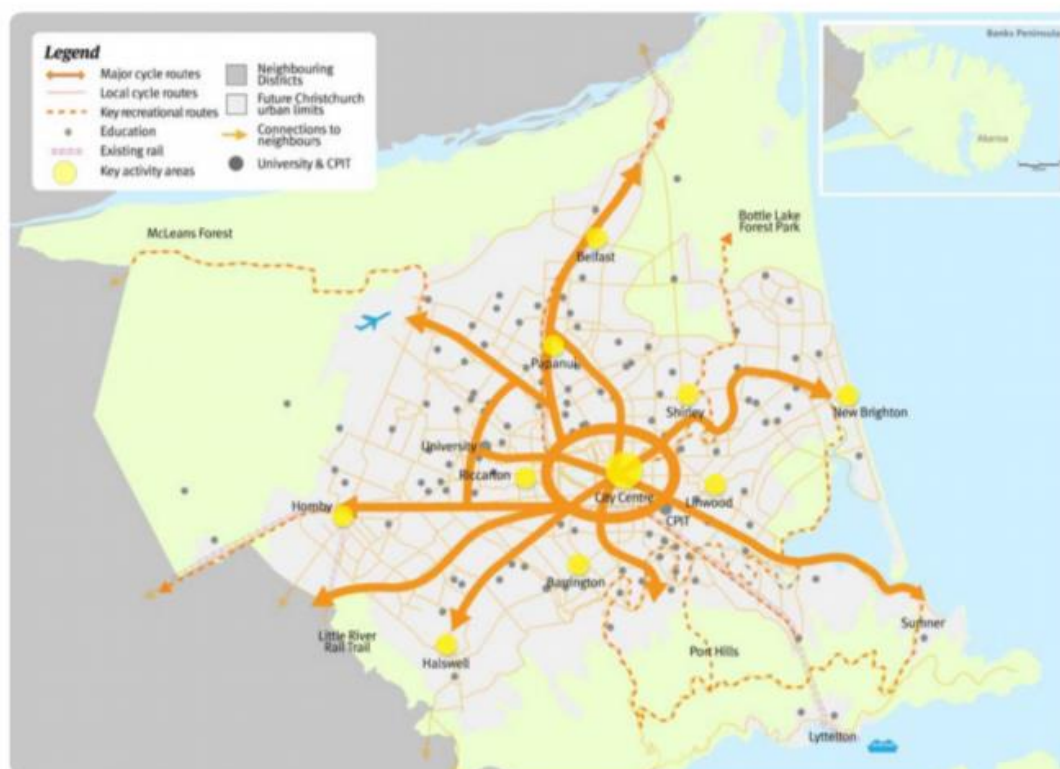 Legend
Major cycle routes
Local cycle routes
Key recreational routes
Education
Existing rail
Key activity areas
Neighbouring
Districts
Future Christchurch
urban limits
Connections to
neighbours
University & CPIT
Banks Peninsula
Akaroa
McLeans Forest
Bottle Lake
Forest Park
Belfast
Papanui
Shirley
New Brighton
University
Riccarton
City Centre
Linwood
CPIT
Hornby
Barrington
Little River
Rail Trail
Halswell
Port Hills
Sumner
Lyttelton